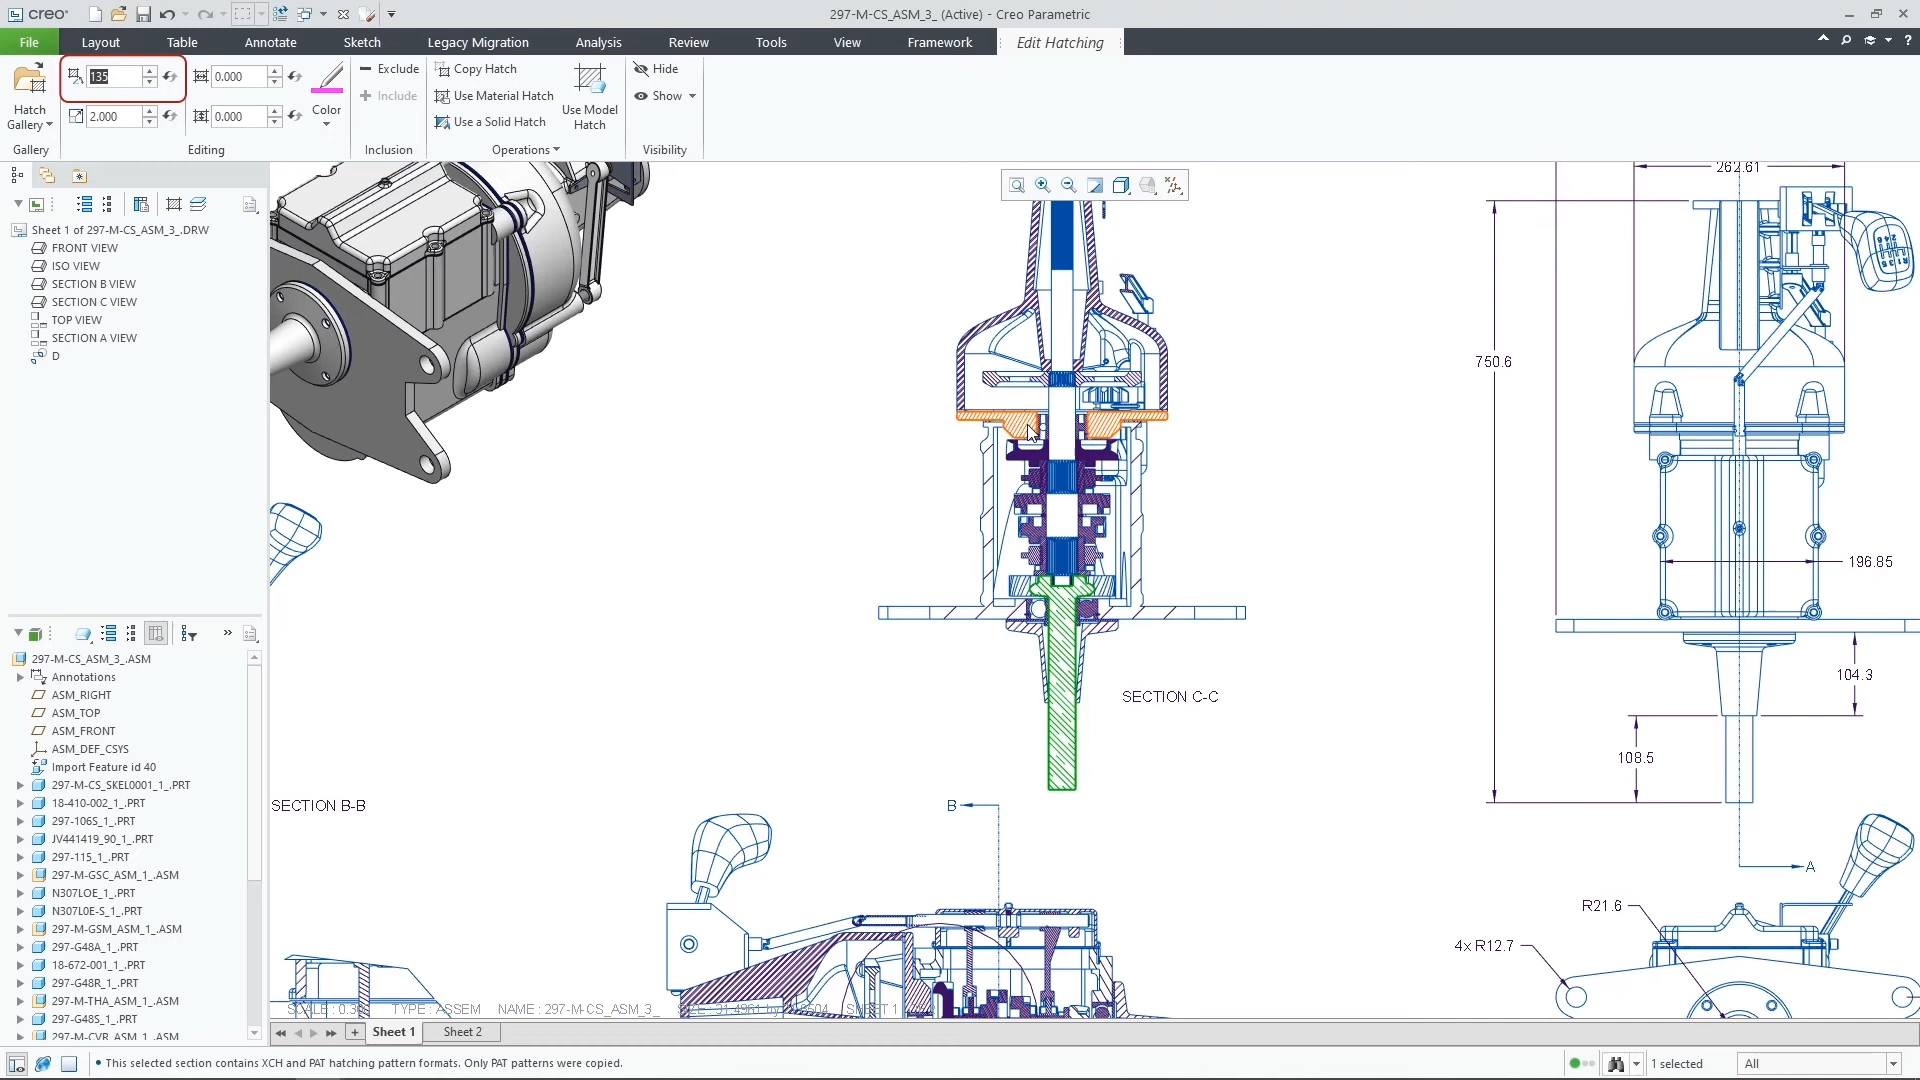 creo
297-M-CS_ASM_3_ (Active) - Creo Parametric
File
Layout
Table
Annotate
Sketch
Legacy Migration
Analysis
Review
Tools
View
Framework
Edit Hatching
Hatch
Gallery
135
2.000
0.000
0.000
Color
Exclude
Include
Copy Hatch
Use Material Hatch
Use a Solid Hatch
Use Model
Hatch
Hide
Show
Gallery
Editing
Inclusion
Operations
Visibility
Sheet 1 of 297-M-CS_ASM_3_.DRW
FRONT VIEW
ISO VIEW
SECTION B VIEW
SECTION C VIEW
TOP VIEW
SECTION A VIEW
D
297-M-CS_ASM_3_.ASM
Annotations
ASM_RIGHT
ASM_TOP
ASM_FRONT
ASM_DEF_CSYS
Import Feature id 40
297-M-CS_SKEL0001_1_.PRT
18-410-002_1_.PRT
297-106S_1_.PRT
JV441419_90_1_.PRT
297-115_1_.PRT
297-M-GSC_ASM_1_.ASM
N307LOE_1_.PRT
N307L0E-S_1_.PRT
297-M-GSM_ASM_1_.ASM
297-G48A_1_.PRT
18-672-001_1_.PRT
297-G48R_1_.PRT
297-M-THA_ASM_1_.ASM
297-G48S_1_.PRT
297-M-CVR_ASM_1_.ASM
262.61
750.6
196.85
104.3
108.5
SECTION C-C
SECTION B-B
B
A
R21.6
4x R12.7
TYPE : ASSEM
NAME : 297-M-CS_ASM_3_
SHEET 1
Sheet 1
Sheet 2
• This selected section contains XCH and PAT hatching pattern formats. Only PAT patterns were copied.
1 selected
All